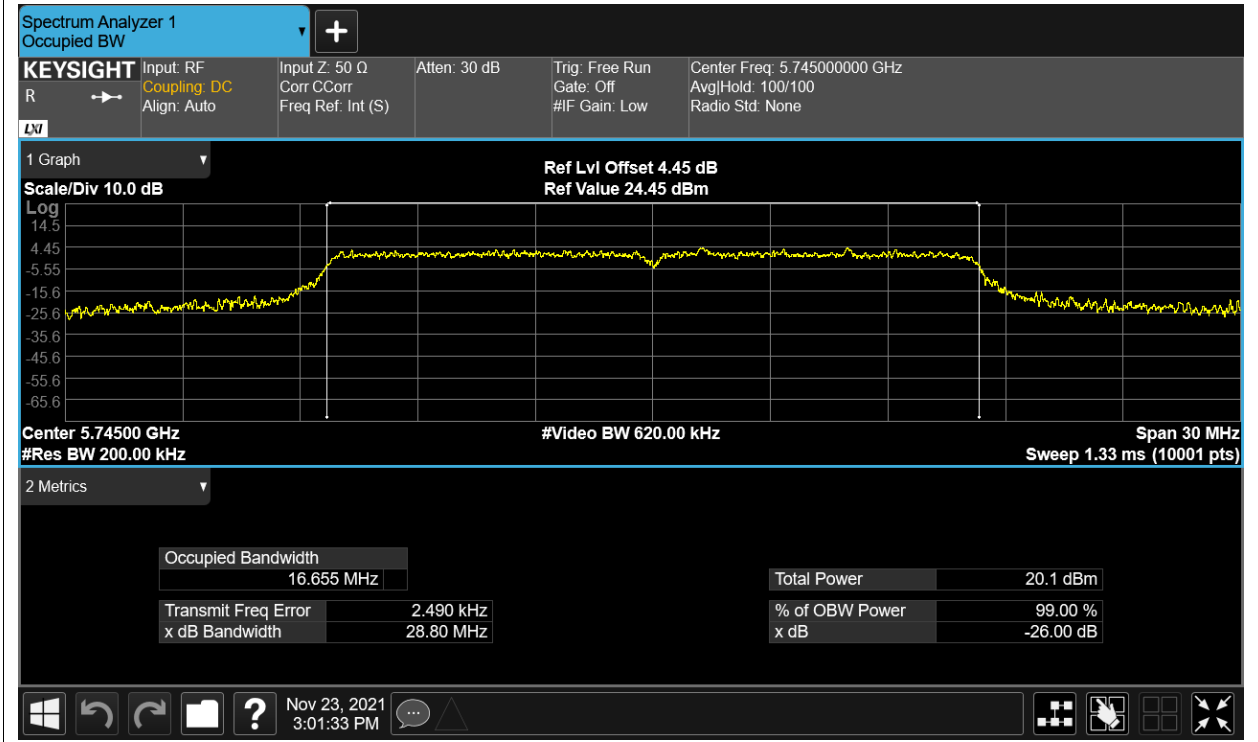 Spectrum Analyzer 1
Occupied BW
+
KEYSIGHT Input: RF Input Z: 50 Ω Atten: 30 dB Trig: Free Run Center Freq: 5.745000000 GHz
R Coupling: DC Corr CCorr Gate: Off Avg|Hold: 100/100
Align: Auto Freq Ref: Int (S) #IF Gain: Low Radio Std: None
LXI
1 Graph
Ref Lvl Offset 4.45 dB
Scale/Div 10.0 dB Ref Value 24.45 dBm
Log
14.5
4.45
-5.55
-15.6
-25.6
-35.6
-45.6
-55.6
-65.6
Center 5.74500 GHz #Video BW 620.00 kHz Span 30 MHz
#Res BW 200.00 kHz Sweep 1.33 ms (10001 pts)
2 Metrics
Occupied Bandwidth
16.655 MHz Total Power 20.1 dBm
Transmit Freq Error 2.490 kHz % of OBW Power 99.00 %
x dB Bandwidth 28.80 MHz x dB -26.00 dB
? Nov 23, 2021
3:01:33 PM